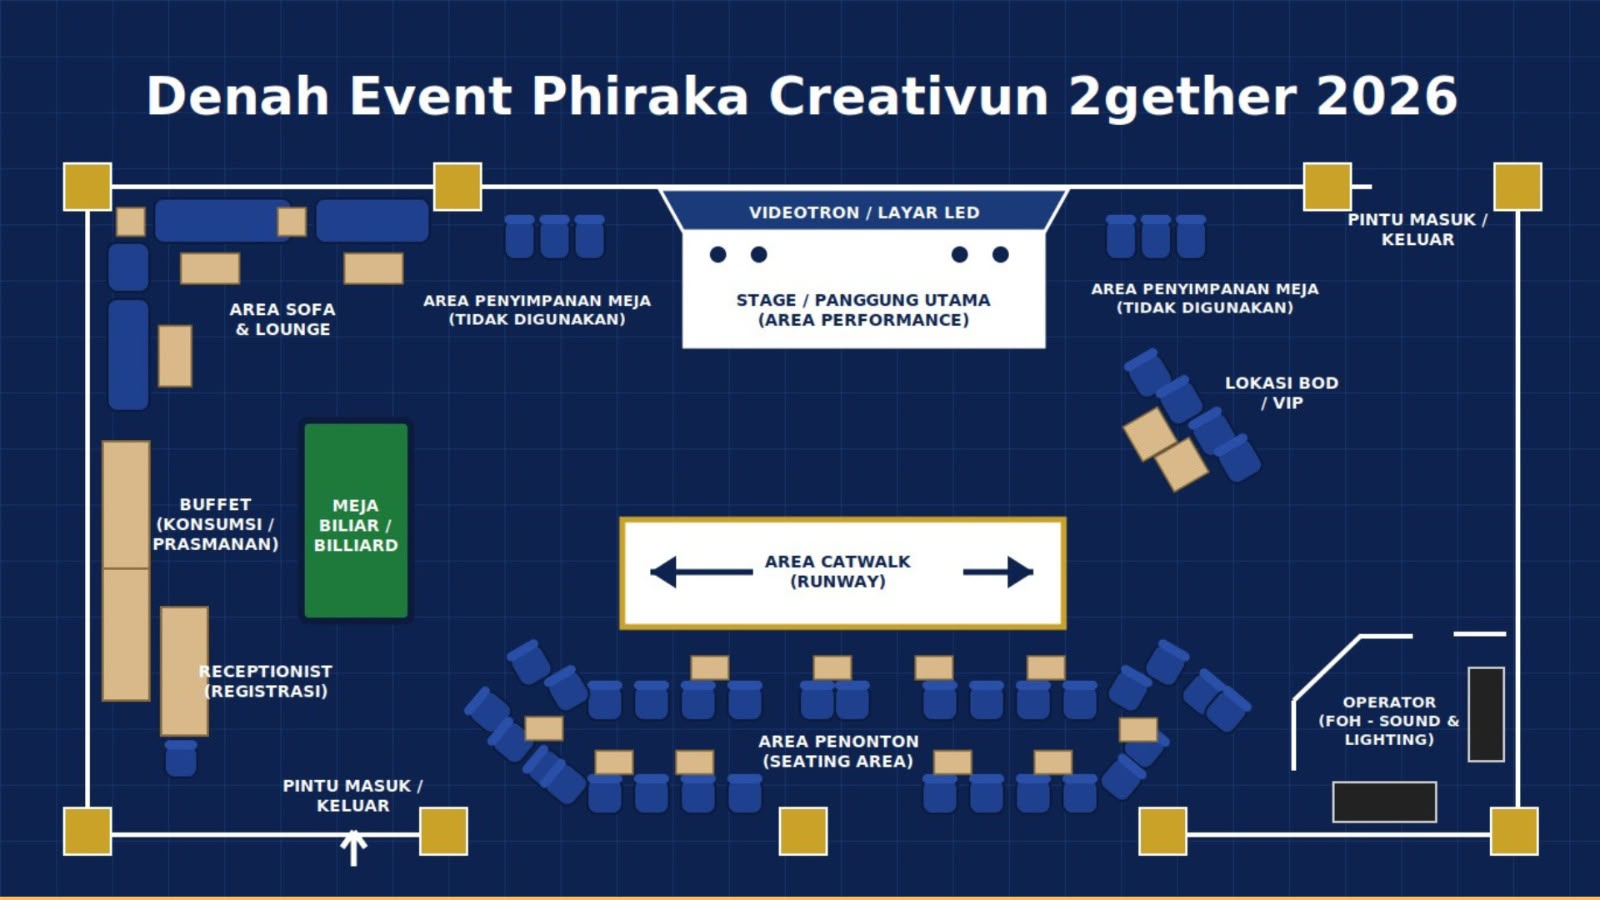 Denah Event Phiraka Creativun 2gether 2026
VIDEOTRON / LAYAR LED
PINTU MASUK /
KELUAR
AREA SOFA
& LOUNGE
AREA PENYIMPANAN MEJA
(TIDAK DIGUNAKAN)
STAGE / PANGGUNG UTAMA
(AREA PERFORMANCE)
AREA PENYIMPANAN MEJA
(TIDAK DIGUNAKAN)
LOKASI BOD
/ VIP
BUFFET
(KONSUMSI /
PRASMANAN)
MEJA
BILIAR /
BILLIARD
AREA CATWALK
(RUNWAY)
RECEPTIONIST
(REGISTRASI)
OPERATOR
(FOH - SOUND &
LIGHTING)
AREA PENONTON
(SEATING AREA)
PINTU MASUK /
KELUAR